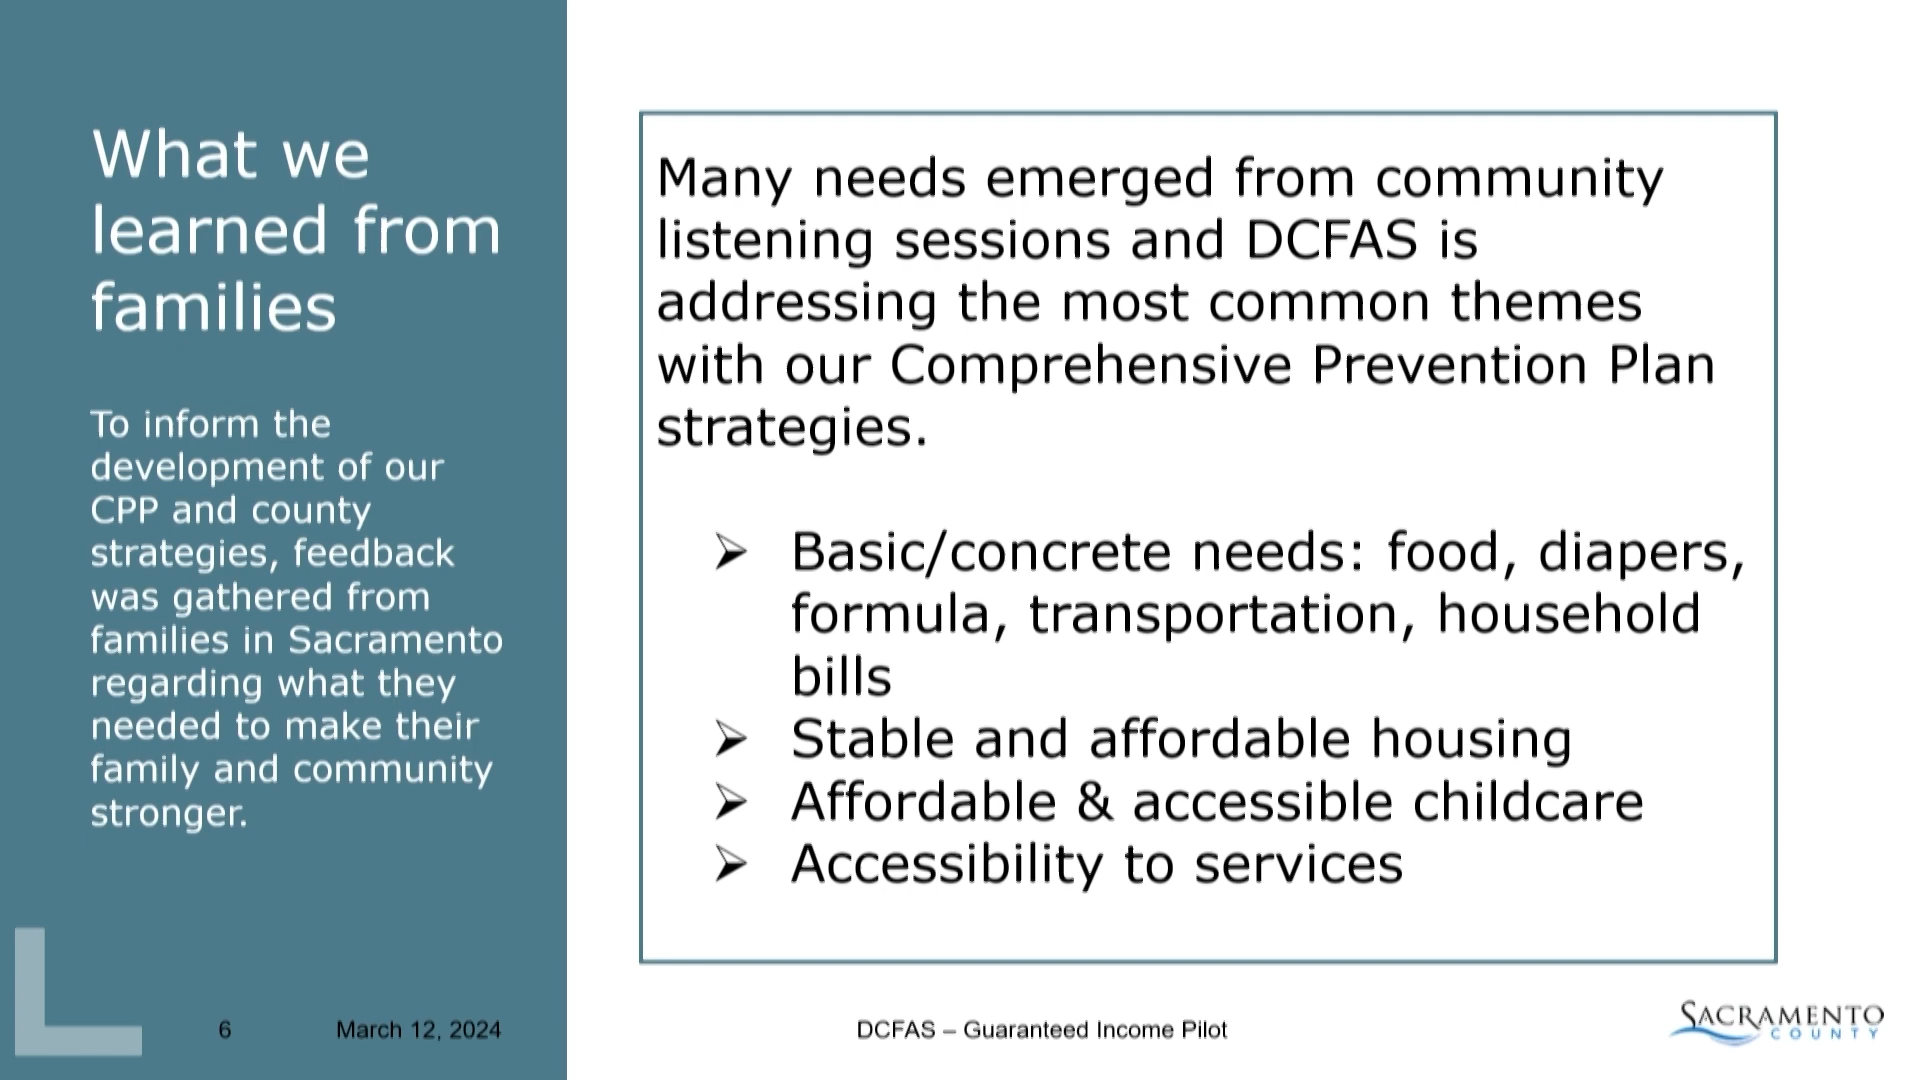 What we
learned from
families
To inform the
development of our
CPP and county
strategies, feedback
was gathered from
families in Sacramento
regarding what they
needed to make their
family and community
stronger.
Many needs emerged from community
listening sessions and DCFAS is
addressing the most common themes
with our Comprehensive Prevention Plan
strategies.
➢ Basic/concrete needs: food, diapers,
formula, transportation, household
bills
➢ Stable and affordable housing
➢ Affordable & accessible childcare
➢ Accessibility to services
6 March 12, 2024 DCFAS – Guaranteed Income Pilot
SACRAMENTO
COUNTY